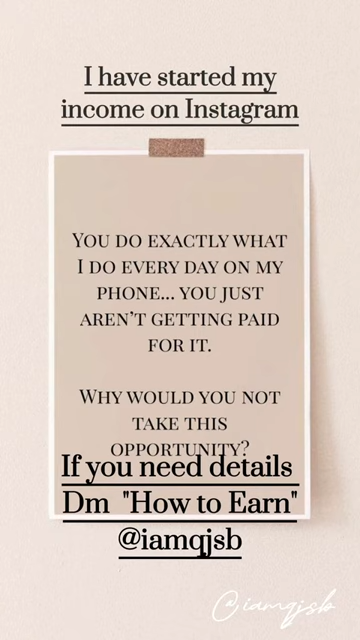 I have started my
income on Instagram
You do exactly what
I do every day on my
phone... you just
aren't getting paid
for it.
Why would you not
take this
opportunity?
If you need details
Dm "How to Earn"
@iamqjsb
@iamqjsb